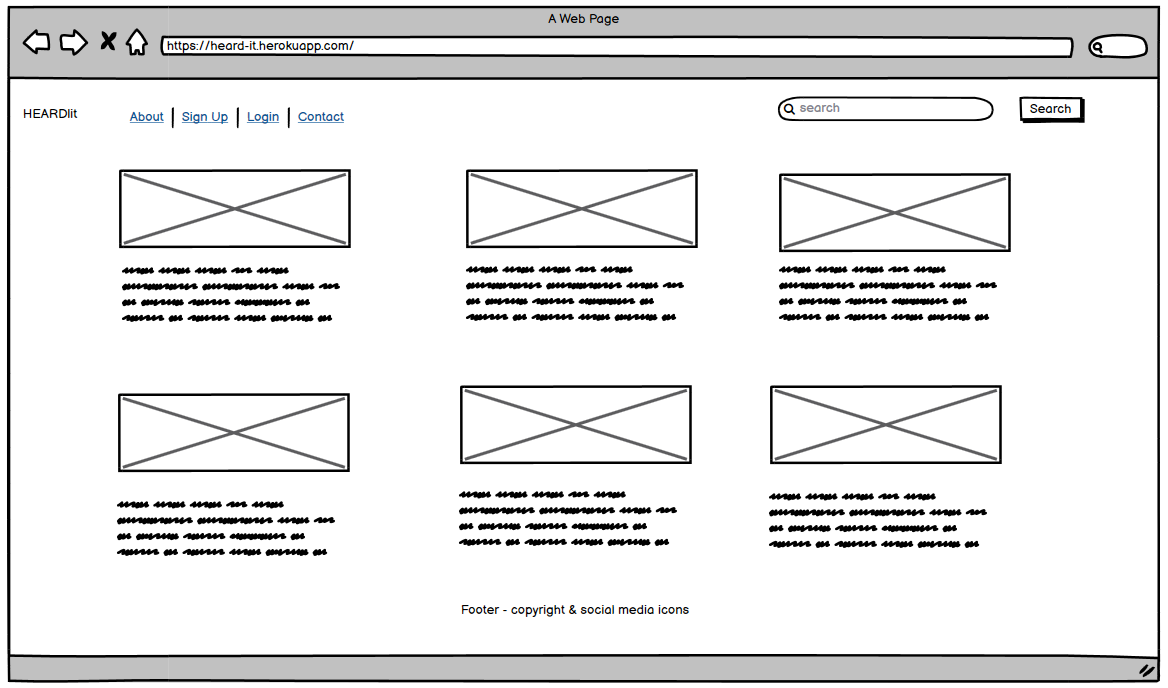 A Web Page
https://heard-it.herokuapp.com/
HEARDIit
About | Sign Up | Login | Contact
search
Search
Footer - copyright & social media icons